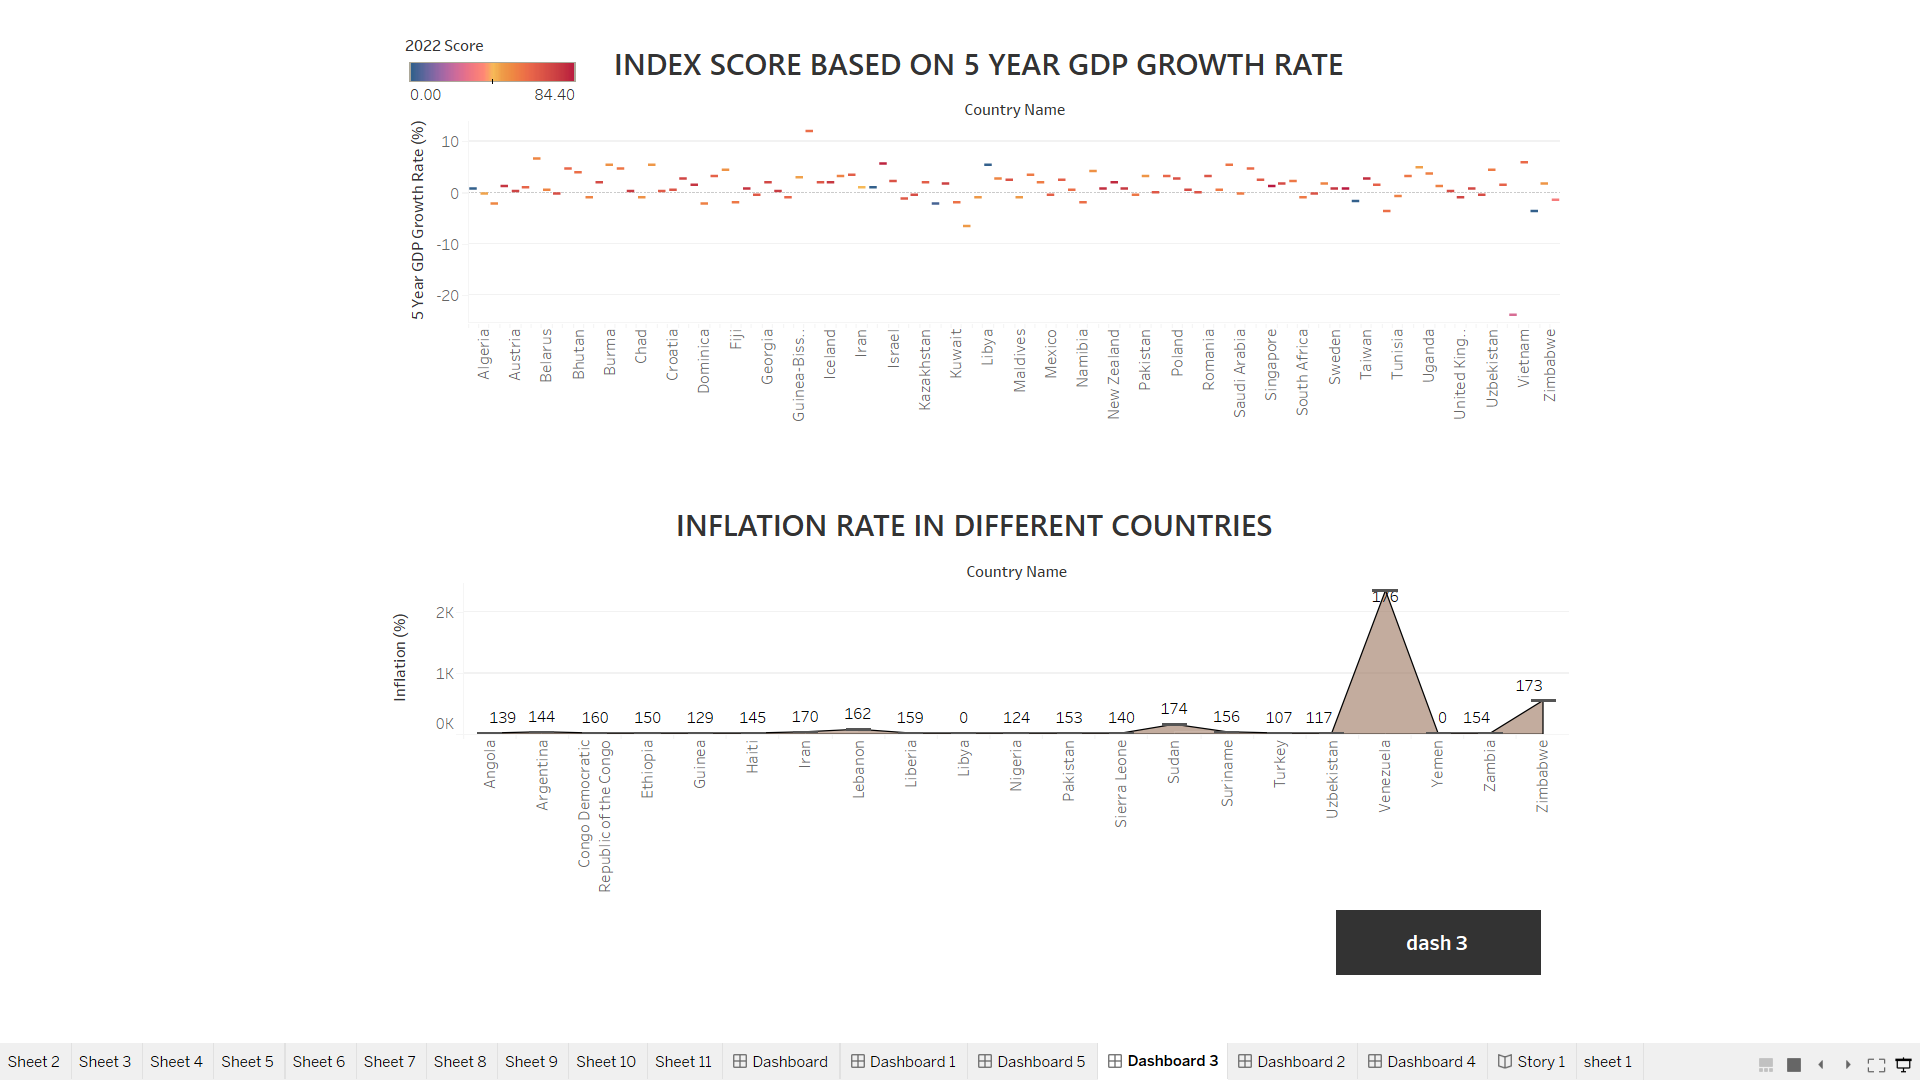 2022 Score
0.00 84.40
INDEX SCORE BASED ON 5 YEAR GDP GROWTH RATE
Country Name
5 Year GDP Growth Rate (%)
10
0
-10
-20
Algeria
Austria
Belarus
Bhutan
Burma
Chad
Croatia
Dominica
Fiji
Georgia
Guinea-Biss..
Iceland
Iran
Israel
Kazakhstan
Kuwait
Libya
Maldives
Mexico
Namibia
New Zealand
Pakistan
Poland
Romania
Saudi Arabia
Singapore
South Africa
Sweden
Taiwan
Tunisia
Uganda
United King..
Uzbekistan
Vietnam
Zimbabwe
INFLATION RATE IN DIFFERENT COUNTRIES
Country Name
Inflation (%)
2K
1K
0K
139 144 160 150 129 145 170 162 159 0 124 153 140 174 156 107 117 176 0 154 173
Angola
Argentina
Congo Democratic
Republic of the Congo
Ethiopia
Guinea
Haiti
Iran
Lebanon
Liberia
Libya
Nigeria
Pakistan
Sierra Leone
Sudan
Suriname
Turkey
Uzbekistan
Venezuela
Yemen
Zambia
Zimbabwe
dash 3
Sheet 2 Sheet 3 Sheet 4 Sheet 5 Sheet 6 Sheet 7 Sheet 8 Sheet 9 Sheet 10 Sheet 11 Dashboard Dashboard 1 Dashboard 5 Dashboard 3 Dashboard 2 Dashboard 4 Story 1 sheet 1